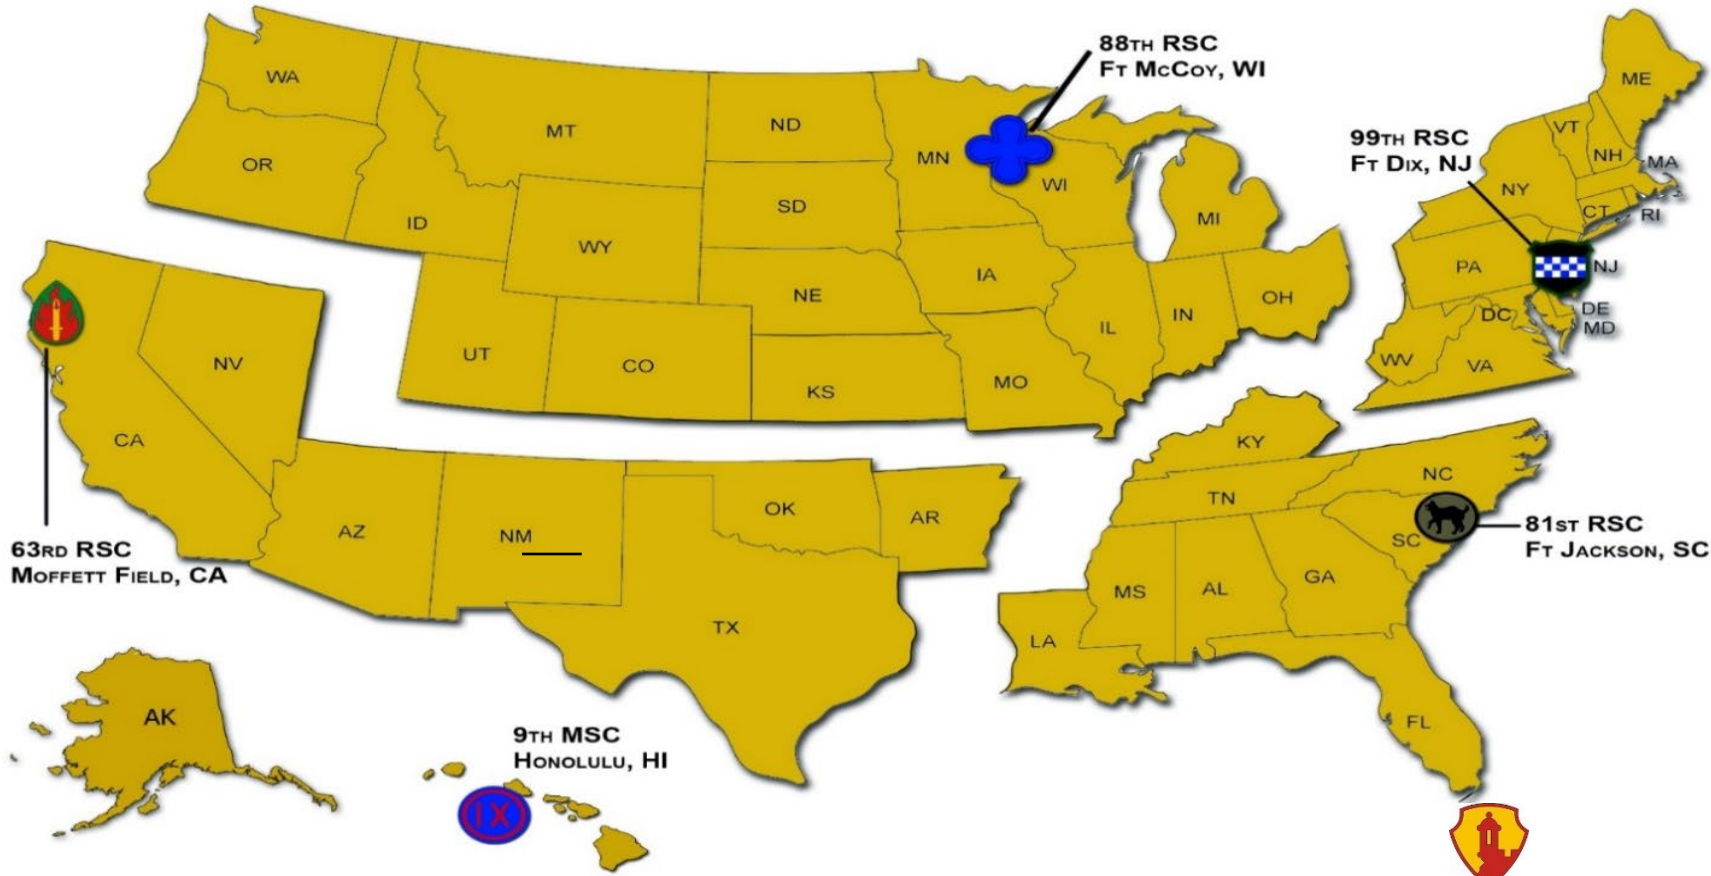 88TH RSC
FT MCCOY, WI
99TH RSC
FT DIX, NJ
WA
OR
ID
MT
ND
SD
WY
NE
UT
CO
KS
MN
WI
IA
MO
IL
MI
IN
OH
ME
VT
NH
MA
NY
CT
RI
PA
NJ
DE
MD
DC
WV
VA
NV
CA
63RD RSC
MOFFETT FIELD, CA
AZ
NM
OK
AR
TX
KY
TN
NC
SC
81ST RSC
FT JACKSON, SC
MS
AL
GA
LA
FL
AK
9TH MSC
HONOLULU, HI
IX